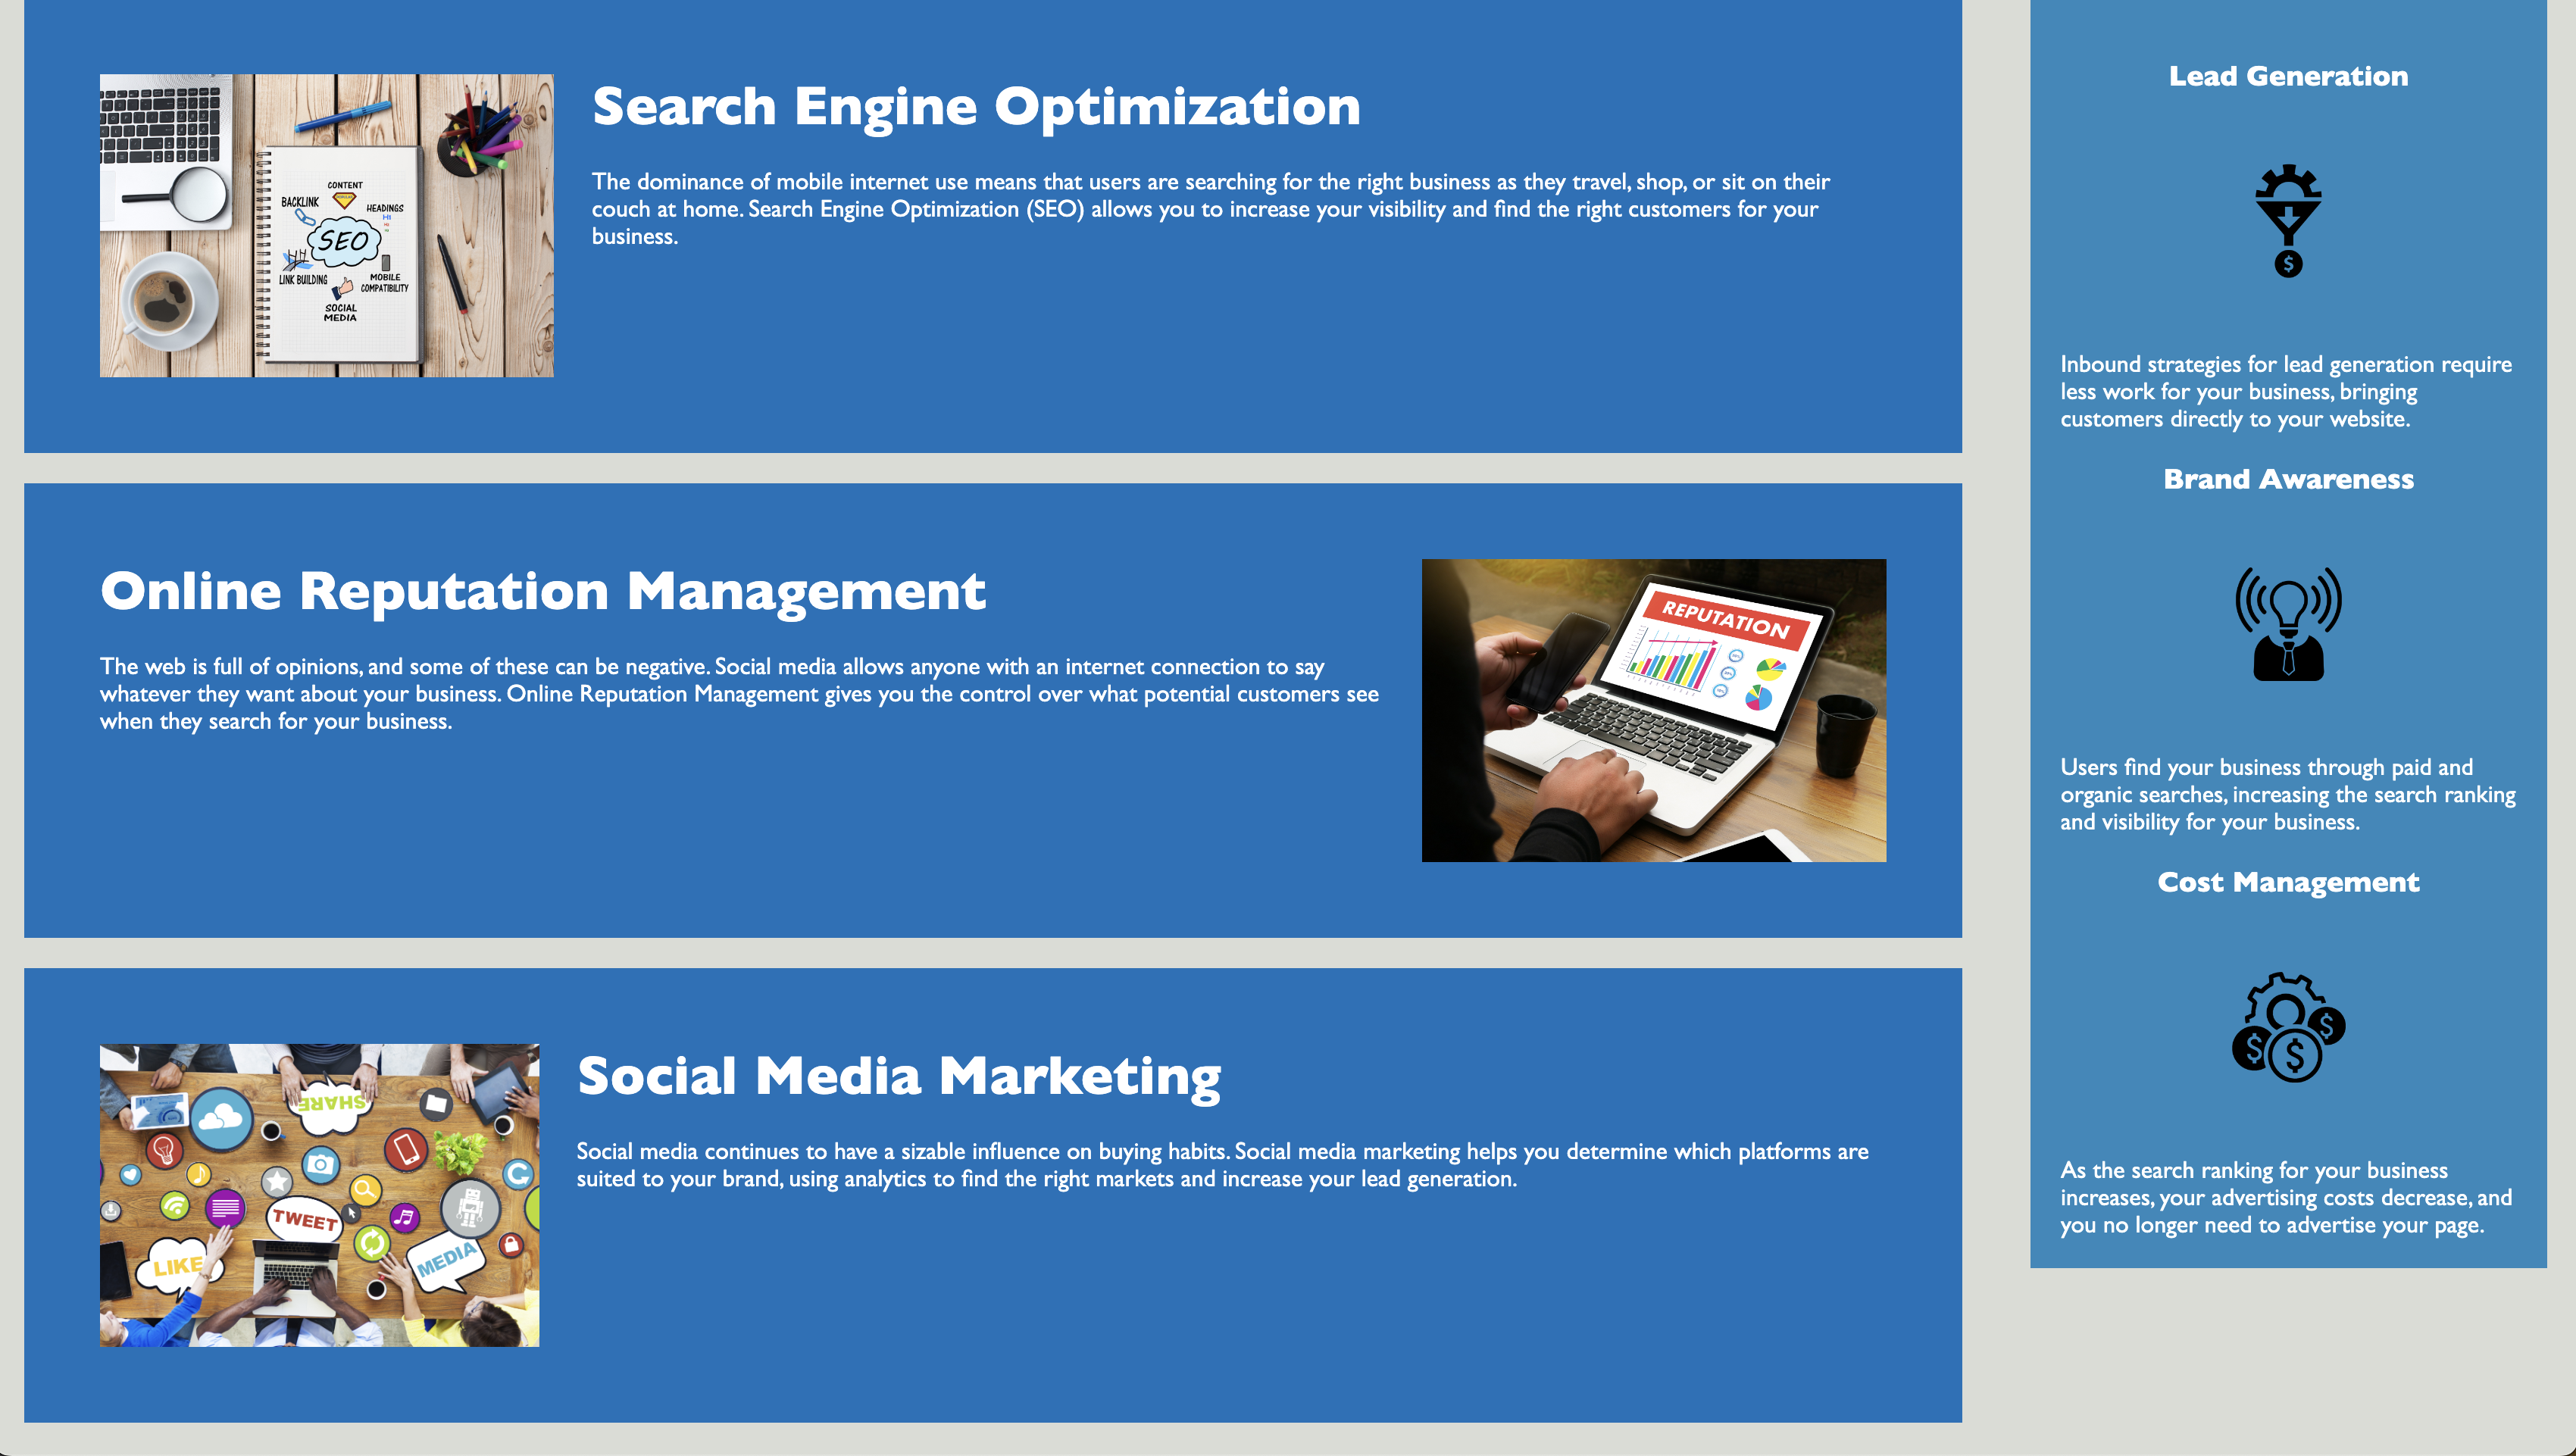 Search Engine Optimization
The dominance of mobile internet use means that users are searching for the right business as they travel, shop, or sit on their
couch at home. Search Engine Optimization (SEO) allows you to increase your visibility and find the right customers for your
business.
CONTENT
BACKLINK
HEADINGS
SEO
LINK BUILDING
MOBILE
COMPATIBILITY
SOCIAL
MEDIA
Online Reputation Management
The web is full of opinions, and some of these can be negative. Social media allows anyone with an internet connection to say
whatever they want about your business. Online Reputation Management gives you the control over what potential customers see
when they search for your business.
REPUTATION
Social Media Marketing
Social media continues to have a sizable influence on buying habits. Social media marketing helps you determine which platforms are
suited to your brand, using analytics to find the right markets and increase your lead generation.
SHARE
TWEET
LIKE
MEDIA
Lead Generation
$
Inbound strategies for lead generation require
less work for your business, bringing
customers directly to your website.
Brand Awareness
Users find your business through paid and
organic searches, increasing the search ranking
and visibility for your business.
Cost Management
$
$
$
As the search ranking for your business
increases, your advertising costs decrease, and
you no longer need to advertise your page.